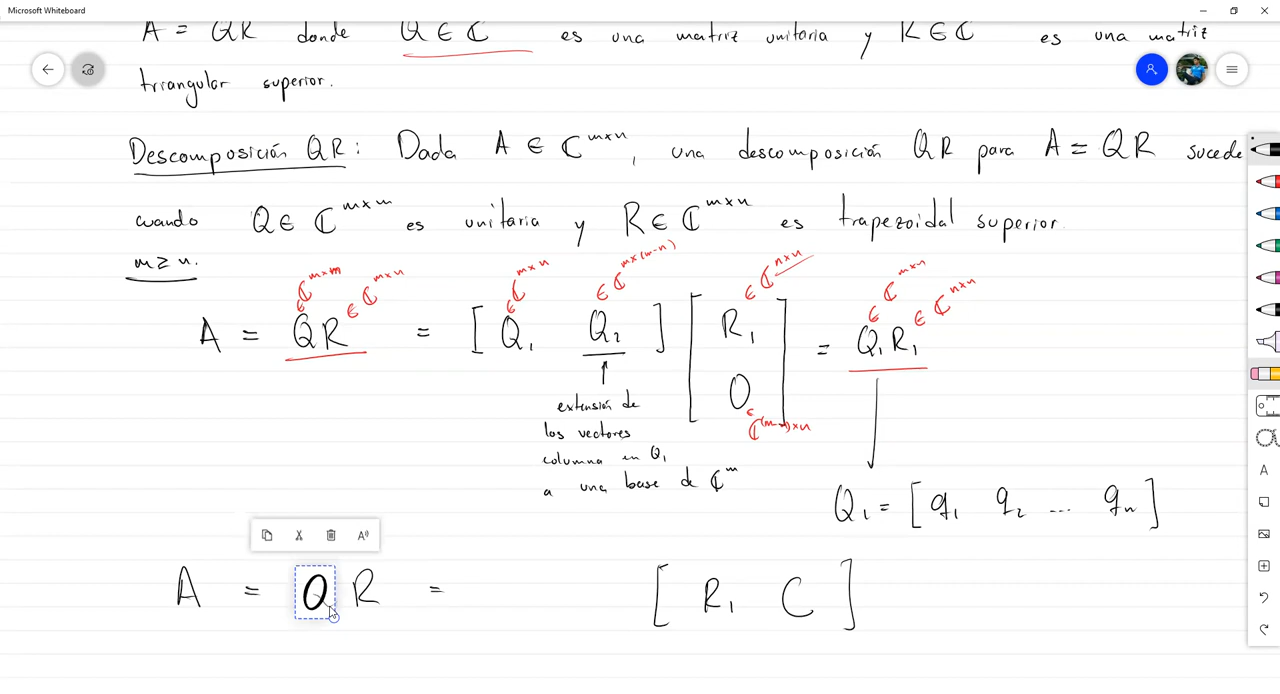 Microsoft Whiteboard
A = QR donde Q ∈ ℂ es una matriz unitaria y R ∈ ℂ es una matriz
triangular superior.
Descomposición QR: Dada A ∈ ℂ^{m×n}, una descomposición QR para A = QR sucede
cuando Q ∈ ℂ^{m×m} es unitaria y R ∈ ℂ^{m×n} es trapezoidal superior.
m ≥ n.
∈ ℂ^{m×m} ∈ ℂ^{m×n} ∈ ℂ^{m×n} ∈ ℂ^{m×(m-n)} ∈ ℂ^{n×n} ∈ ℂ^{m×n} ∈ ℂ^{n×n}
A = QR = [ Q₁ Q₂ ] [ R₁ 0 ] = Q₁R₁
∈ ℂ^{(m-n)×n}
extensión de
los vectores
columna en Q₁
a una base de ℂ^m
Q₁ = [ q₁ q₂ ... qₙ ]
A = Q R = [ R₁ C ]